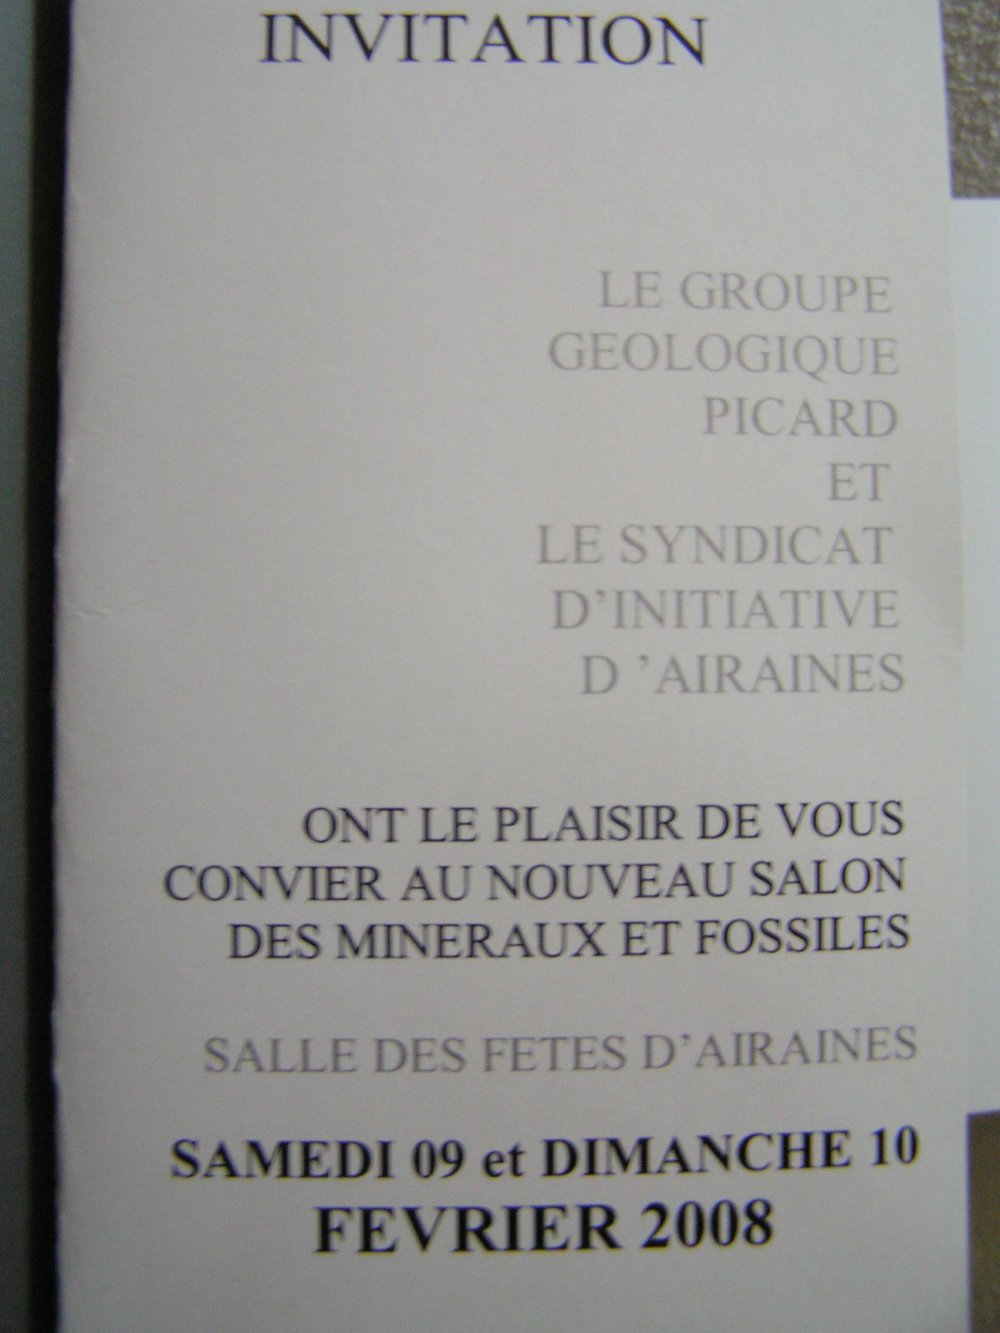 INVITATION
LE GROUPE
GEOLOGIQUE
PICARD
ET
LE SYNDICAT
D'INITIATIVE
D 'AIRAINES
ONT LE PLAISIR DE VOUS
CONVIER AU NOUVEAU SALON
DES MINERAUX ET FOSSILES
SALLE DES FETES D'AIRAINES
SAMEDI 09 et DIMANCHE 10
FEVRIER 2008